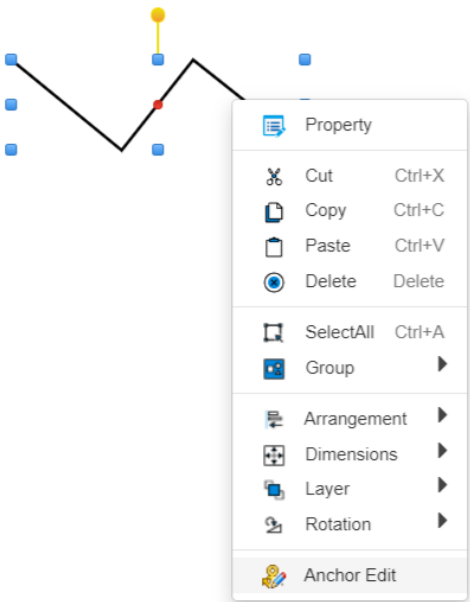 Property
Cut Ctrl+X
Copy Ctrl+C
Paste Ctrl+V
Delete Delete
SelectAll Ctrl+A
Group
Arrangement
Dimensions
Layer
Rotation
Anchor Edit